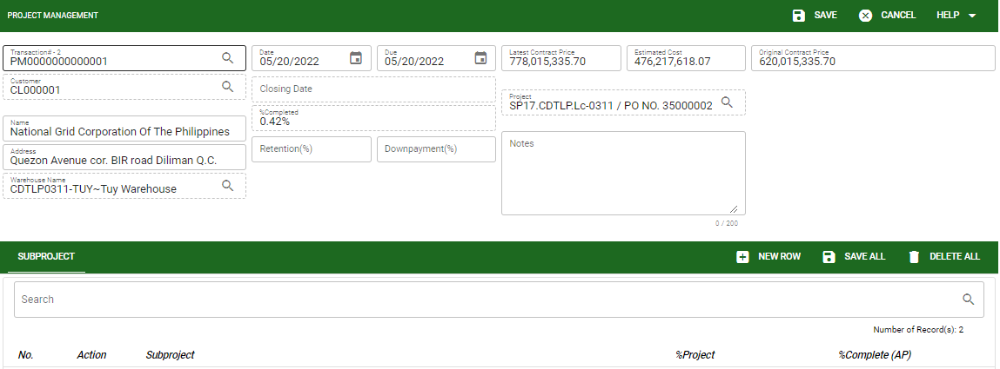 PROJECT MANAGEMENT
SAVE
CANCEL
HELP
Transaction# - 2
PM0000000000001
Date
05/20/2022
Due
05/20/2022
Latest Contract Price
778,015,335.70
Estimated Cost
476,217,618.07
Original Contract Price
620,015,335.70
Customer
CL000001
Closing Date
Project
SP17.CDTLP.Lc-0311 / PO NO. 35000002
%Completed
0.42%
Name
National Grid Corporation Of The Philippines
Retention(%)
Downpayment(%)
Notes
Address
Quezon Avenue cor. BIR road Diliman Q.C.
Warehouse Name
CDTLP0311-TUY~Tuy Warehouse
0 / 200
SUBPROJECT
NEW ROW
SAVE ALL
DELETE ALL
Search
Number of Record(s): 2
No.
Action
Subproject
%Project
%Complete (AP)